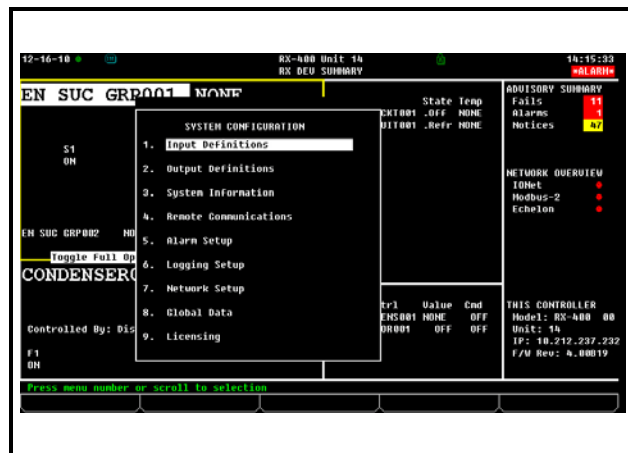 12-16-10 RX-400 Unit 14 14:15:33
RX DEV SUMMARY *ALARM*
EN SUC GRP001 NONE
S1
ON
EN SUC GRP002 NO
Toggle Full Op
CONDENSERC
Controlled By: Dis
F1
ON
SYSTEM CONFIGURATION
1. Input Definitions
2. Output Definitions
3. System Information
4. Remote Communications
5. Alarm Setup
6. Logging Setup
7. Network Setup
8. Global Data
9. Licensing
State Temp
CKT001 .Off NONE
UIT001 .Refr NONE
trl Value Cmd
ENS001 NONE OFF
OR001 OFF OFF
ADVISORY SUMMARY
Fails 11
Alarms 1
Notices 47
NETWORK OVERVIEW
IONet
Modbus-2
Echelon
THIS CONTROLLER
Model: RX-400 00
Unit: 14
IP: 10.212.237.232
F/W Rev: 4.00B19
Press menu number or scroll to selection